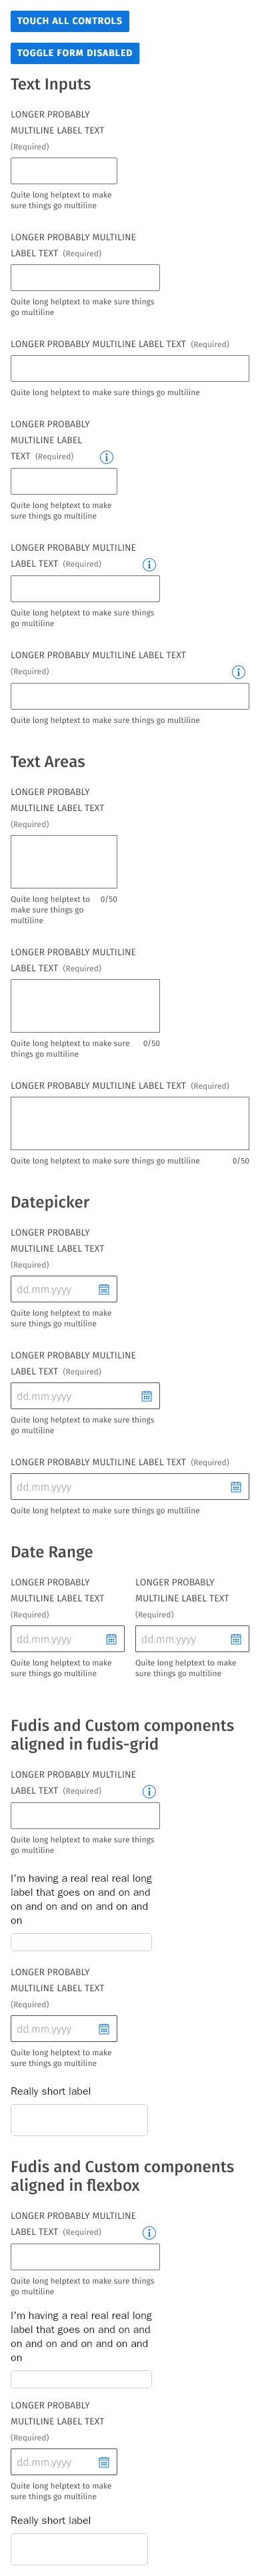 TOUCH ALL CONTROLS
TOGGLE FORM DISABLED
Text Inputs
LONGER PROBABLY
MULTILINE LABEL TEXT
(Required)
Quite long helptext to make
sure things go multiline
LONGER PROBABLY MULTILINE
LABEL TEXT (Required)
Quite long helptext to make sure things
go multiline
LONGER PROBABLY MULTILINE LABEL TEXT (Required)
Quite long helptext to make sure things go multiline
LONGER PROBABLY
MULTILINE LABEL
TEXT (Required)
Quite long helptext to make
sure things go multiline
LONGER PROBABLY MULTILINE
LABEL TEXT (Required)
Quite long helptext to make sure things
go multiline
LONGER PROBABLY MULTILINE LABEL TEXT
(Required)
Quite long helptext to make sure things go multiline
Text Areas
LONGER PROBABLY
MULTILINE LABEL TEXT
(Required)
Quite long helptext to 0/50
make sure things go
multiline
LONGER PROBABLY MULTILINE
LABEL TEXT (Required)
Quite long helptext to make sure 0/50
things go multiline
LONGER PROBABLY MULTILINE LABEL TEXT (Required)
Quite long helptext to make sure things go multiline 0/50
Datepicker
LONGER PROBABLY
MULTILINE LABEL TEXT
(Required)
dd.mm.yyyy
Quite long helptext to make
sure things go multiline
LONGER PROBABLY MULTILINE
LABEL TEXT (Required)
dd.mm.yyyy
Quite long helptext to make sure things
go multiline
LONGER PROBABLY MULTILINE LABEL TEXT (Required)
dd.mm.yyyy
Quite long helptext to make sure things go multiline
Date Range
LONGER PROBABLY LONGER PROBABLY
MULTILINE LABEL TEXT MULTILINE LABEL TEXT
(Required) (Required)
dd.mm.yyyy dd.mm.yyyy
Quite long helptext to make Quite long helptext to make
sure things go multiline sure things go multiline
Fudis and Custom components
aligned in fudis-grid
LONGER PROBABLY MULTILINE
LABEL TEXT (Required)
Quite long helptext to make sure things
go multiline
I'm having a real real real long
label that goes on and on and
on and on and on and on and
on
LONGER PROBABLY
MULTILINE LABEL TEXT
(Required)
dd.mm.yyyy
Quite long helptext to make
sure things go multiline
Really short label
Fudis and Custom components
aligned in flexbox
LONGER PROBABLY MULTILINE
LABEL TEXT (Required)
Quite long helptext to make sure things
go multiline
I'm having a real real real long
label that goes on and on and
on and on and on and on and
on
LONGER PROBABLY
MULTILINE LABEL TEXT
(Required)
dd.mm.yyyy
Quite long helptext to make
sure things go multiline
Really short label